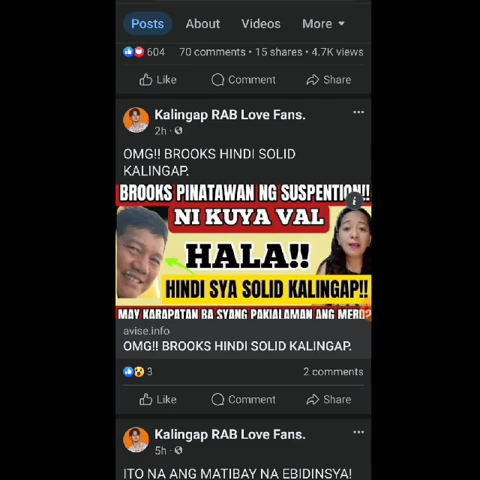 Posts About Videos More
604 70 comments • 15 shares • 4.7K views
Like Comment Share
Kalingap RAB Love Fans.
2h
OMG!! BROOKS HINDI SOLID
KALINGAP.
BROOKS PINATAWAN NG SUSPENTION!!
NI KUYA VAL
HALA!!
HINDI SYA SOLID KALINGAP!!
MAY KARAPATAN BA SYANG PAKIALAMAN ANG MERO?
avise.info
OMG!! BROOKS HINDI SOLID KALINGAP.
3 2 comments
Like Comment Share
Kalingap RAB Love Fans.
5h
ITO NA ANG MATIBAY NA EBIDINSYA!